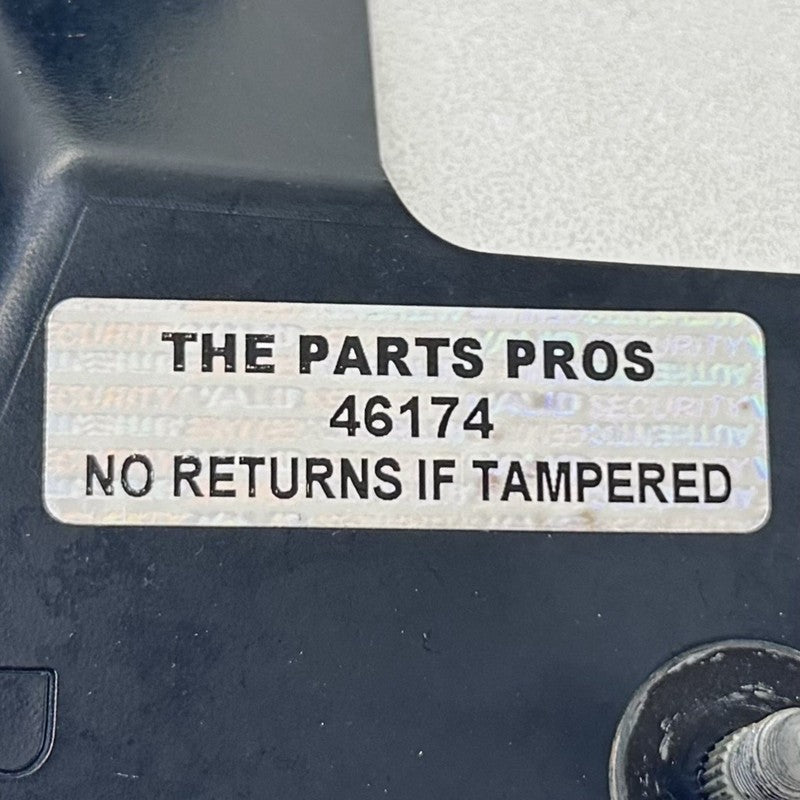 THE PARTS PROS
46174
NO RETURNS IF TAMPERED